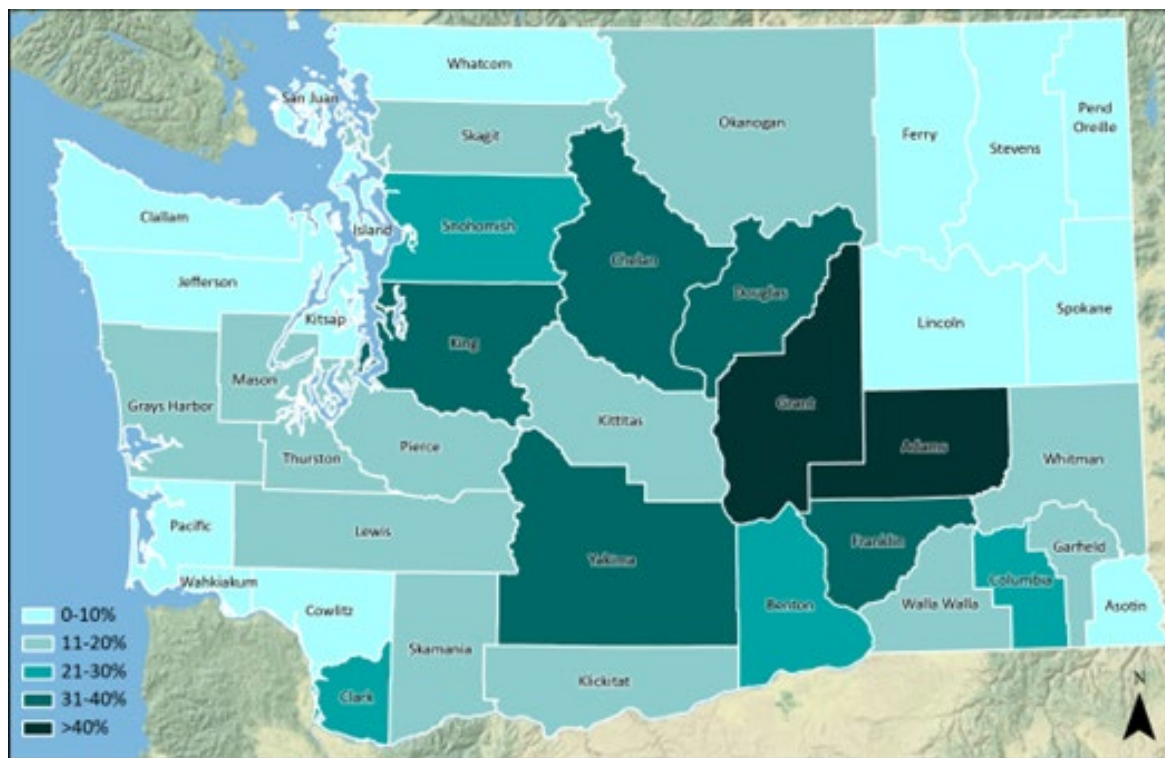 Whatcom
San Juan
Skagit
Okanogan
Ferry
Stevens
Pend
Oreille
Clallam
Island
Snohomish
Chelan
Douglas
Jefferson
Kitsap
King
Lincoln
Spokane
Mason
Grays Harbor
Kittitas
Grant
Adams
Thurston
Pierce
Whitman
Pacific
Lewis
Yakima
Franklin
Garfield
Wahkiakum
Cowlitz
Columbia
Benton
Walla Walla
Asotin
Skamania
Klickitat
Clark
0-10%
11-20%
21-30%
31-40%
>40%
N